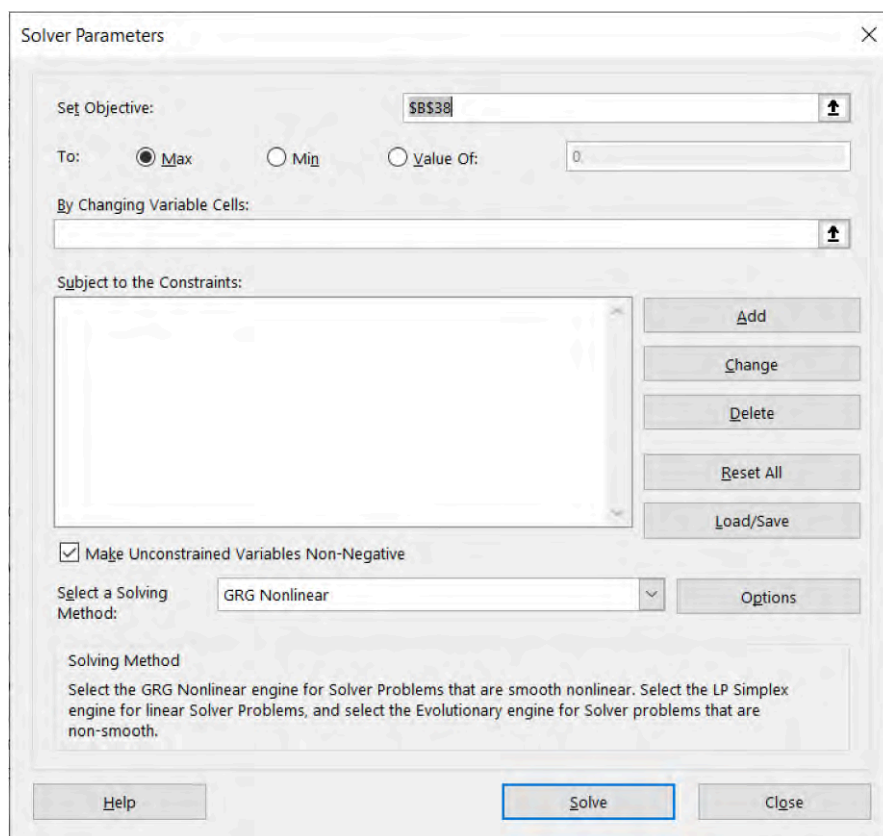 Solver Parameters
Set Objective: $B$38
To: Max Min Value Of: 0
By Changing Variable Cells:
Subject to the Constraints:
Add
Change
Delete
Reset All
Load/Save
Make Unconstrained Variables Non-Negative
Select a Solving
Method:
GRG Nonlinear
Options
Solving Method
Select the GRG Nonlinear engine for Solver Problems that are smooth nonlinear. Select the LP Simplex
engine for linear Solver Problems, and select the Evolutionary engine for Solver problems that are
non-smooth.
Help Solve Close